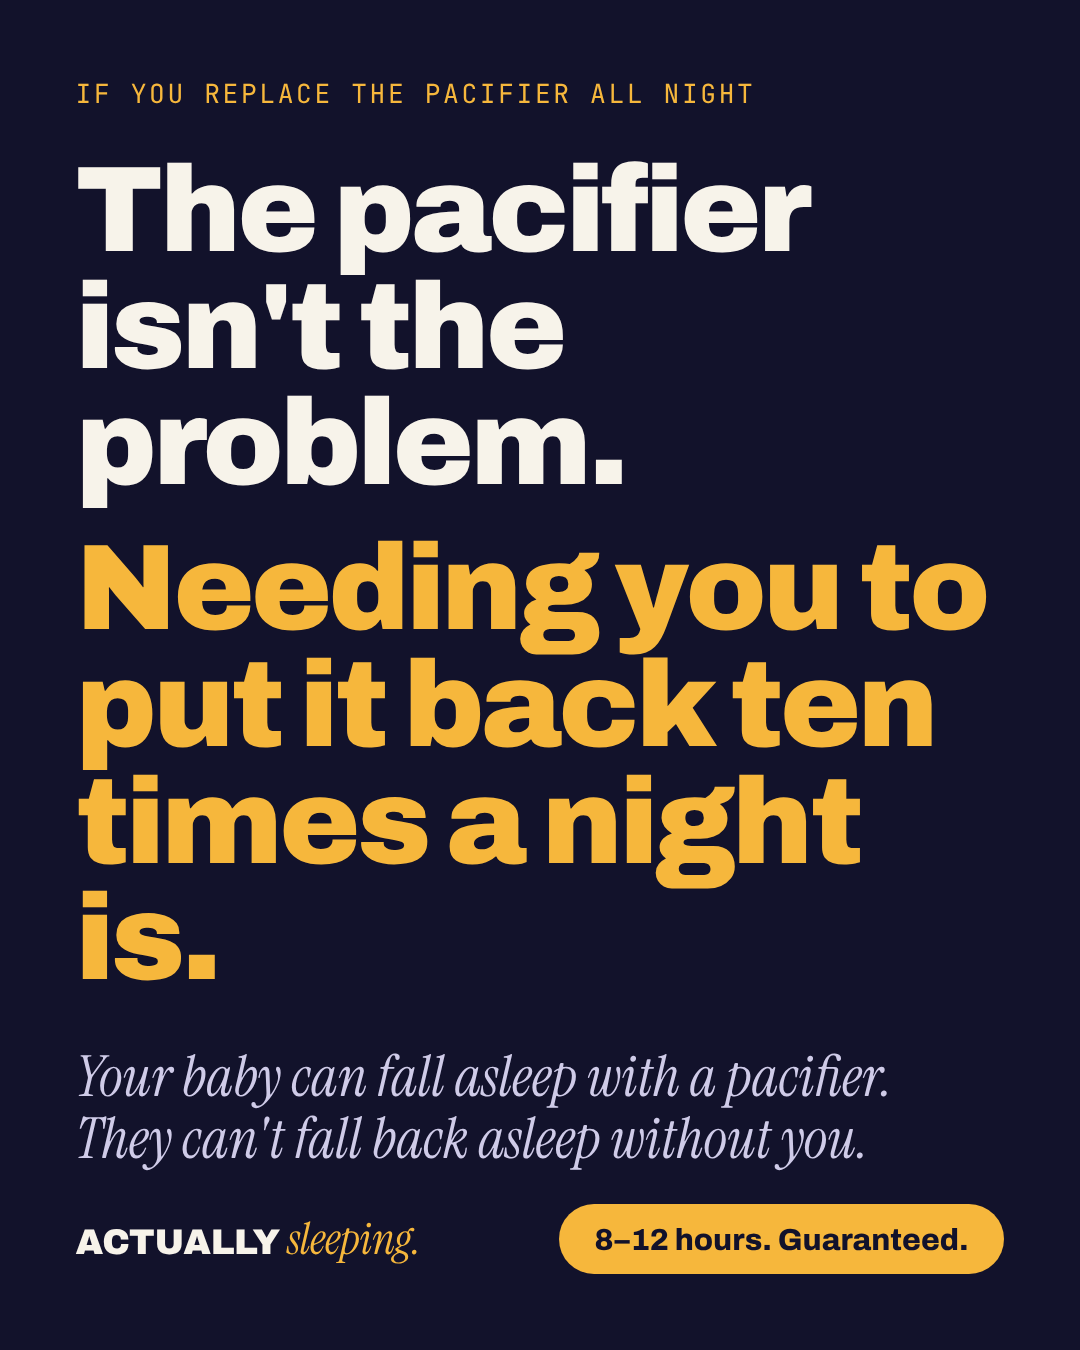 IF YOU REPLACE THE PACIFIER ALL NIGHT
The pacifier
isn't the
problem.
Needing you to
put it back ten
times a night
is.
Your baby can fall asleep with a pacifier.
They can't fall back asleep without you.
ACTUALLY sleeping.
8–12 hours. Guaranteed.